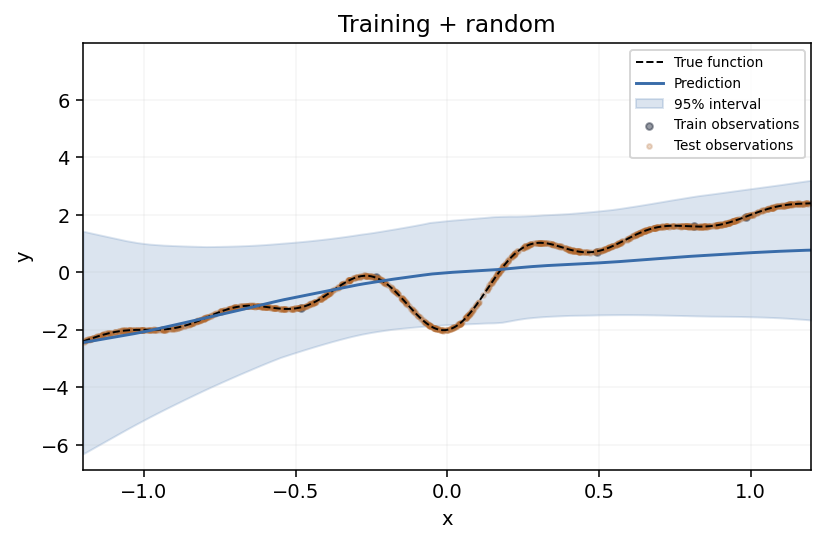 Training + random
True function
Prediction
95% interval
Train observations
Test observations
6
4
2
0
−2
−4
−6
y
−1.0
−0.5
0.0
0.5
1.0
x